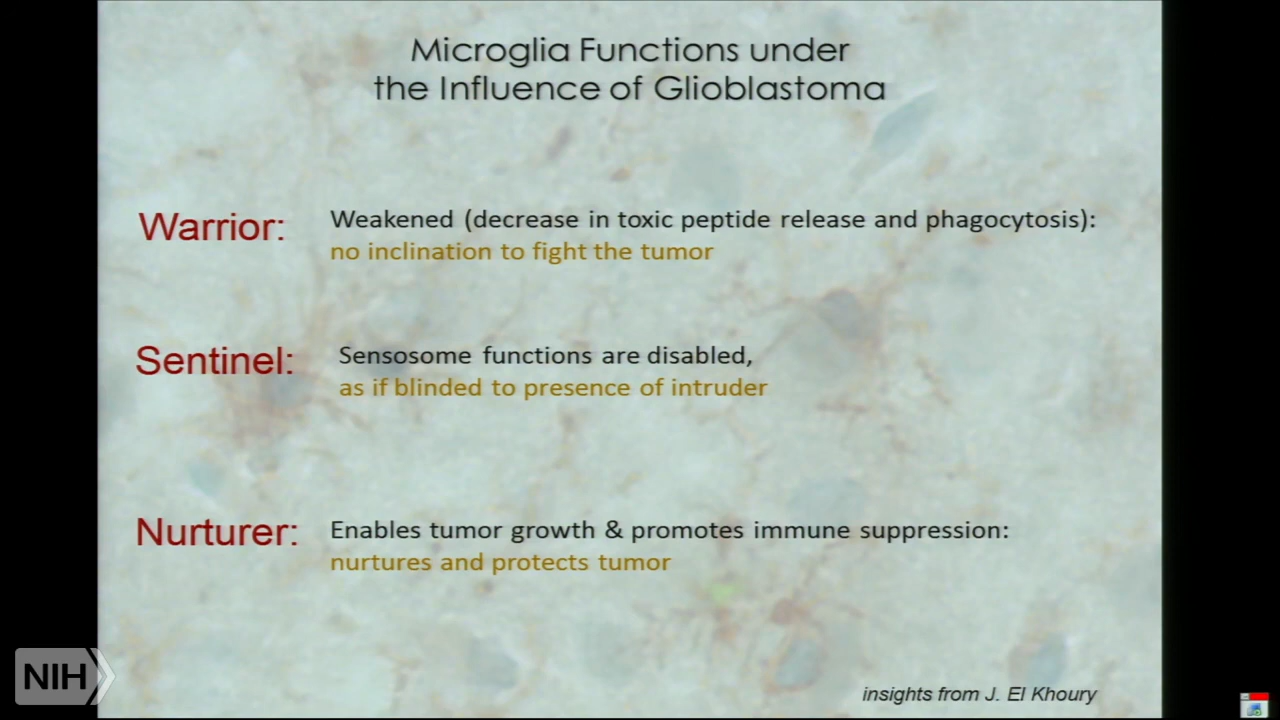 Microglia Functions under
the Influence of Glioblastoma
Warrior:
Weakened (decrease in toxic peptide release and phagocytosis):
no inclination to fight the tumor
Sentinel:
Sensosome functions are disabled,
as if blinded to presence of intruder
Nurturer:
Enables tumor growth & promotes immune suppression:
nurtures and protects tumor
insights from J. El Khoury
NIH